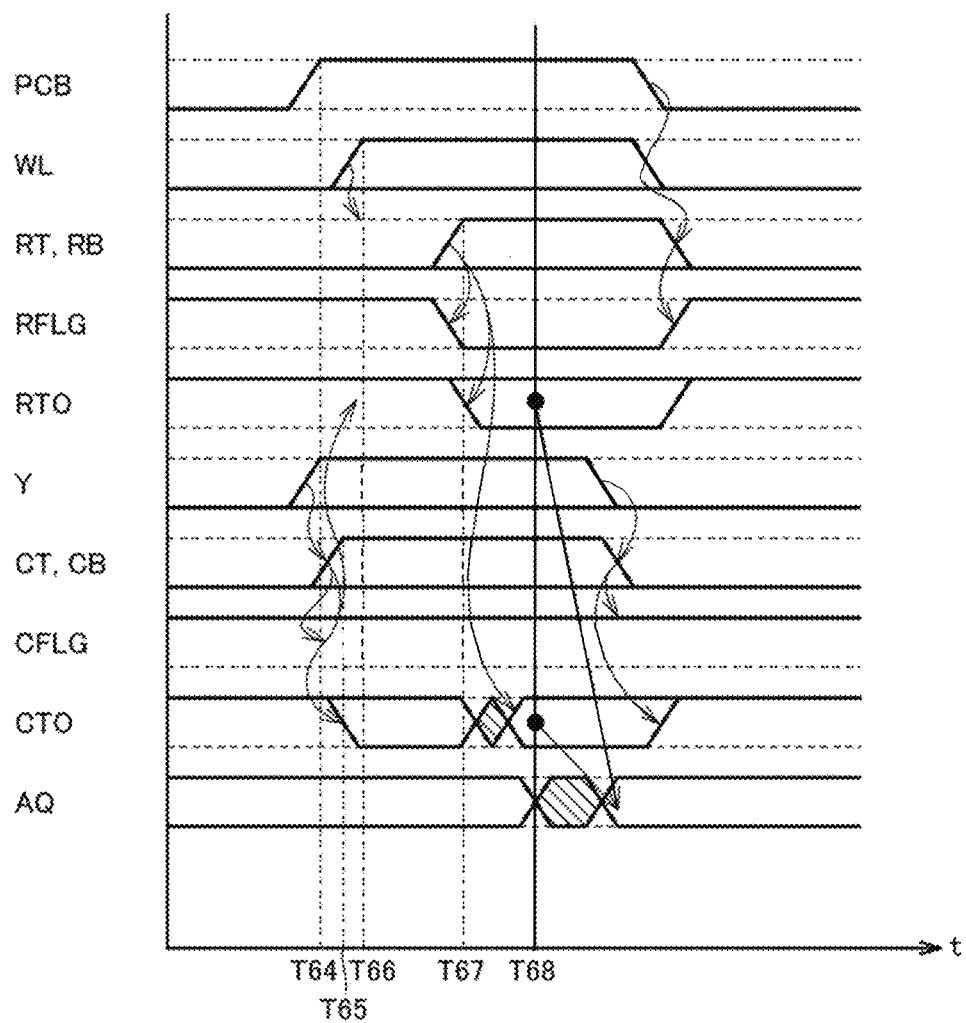 PCB
WL
RT, RB
RFLG
RTO
Y
CT, CB
CFLG
CTO
AQ
t
T64 T66 T67 T68
T65